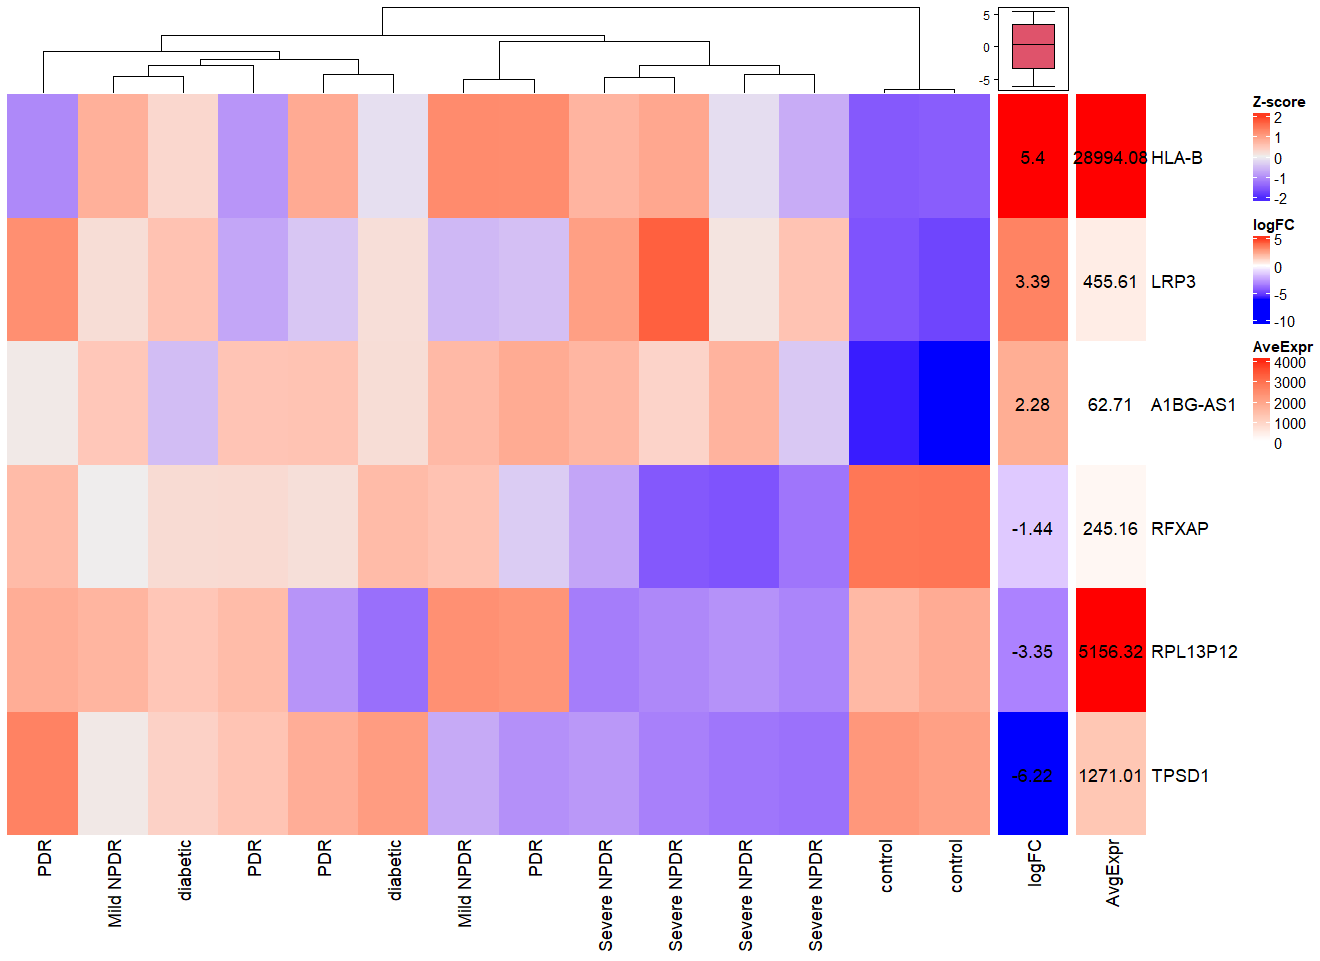 5
0
-5
5.4
28994.08
HLA-B
3.39
455.61
LRP3
2.28
62.71
A1BG-AS1
-1.44
245.16
RFXAP
-3.35
5156.32
RPL13P12
-6.22
1271.01
TPSD1
PDR
Mild NPDR
diabetic
PDR
PDR
diabetic
Mild NPDR
PDR
Severe NPDR
Severe NPDR
Severe NPDR
Severe NPDR
control
control
logFC
AvgExpr
Z-score
2
1
0
-1
-2
logFC
5
0
-5
-10
AveExpr
4000
3000
2000
1000
0